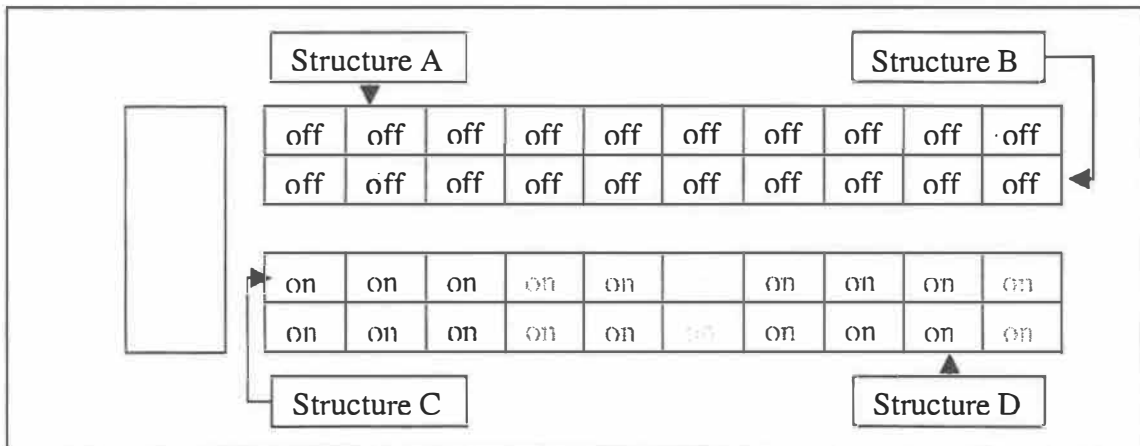 Structure A Structure B
off off off off off off off off off off
off off off off off off off off off off
on on on on on on on on on
on on on on on on on on on
Structure C Structure D